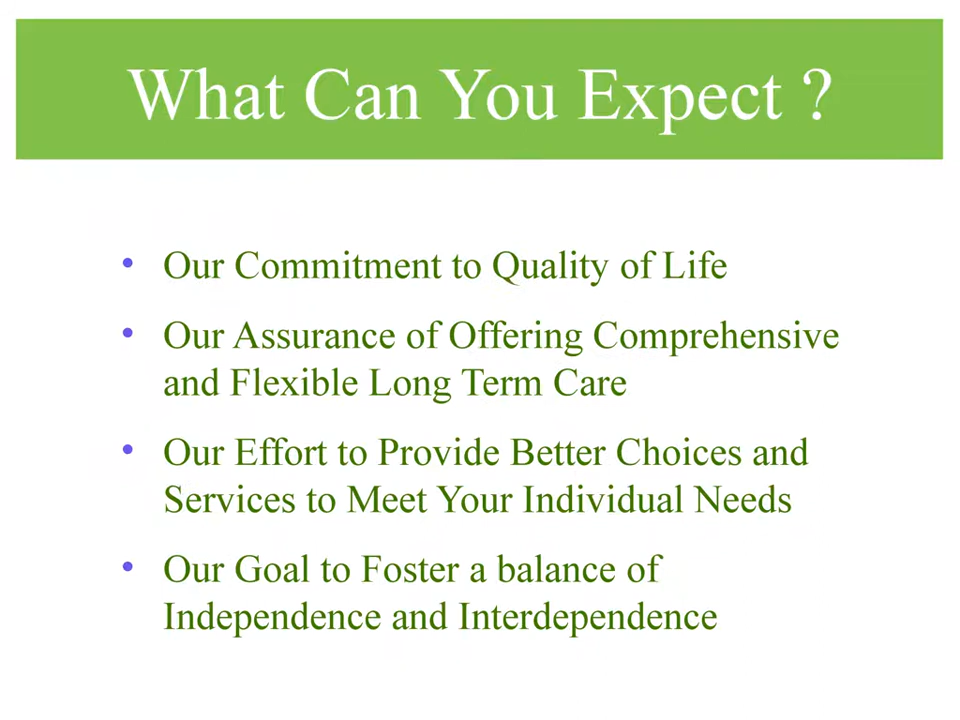 What Can You Expect ?
• Our Commitment to Quality of Life
• Our Assurance of Offering Comprehensive
and Flexible Long Term Care
• Our Effort to Provide Better Choices and
Services to Meet Your Individual Needs
• Our Goal to Foster a balance of
Independence and Interdependence